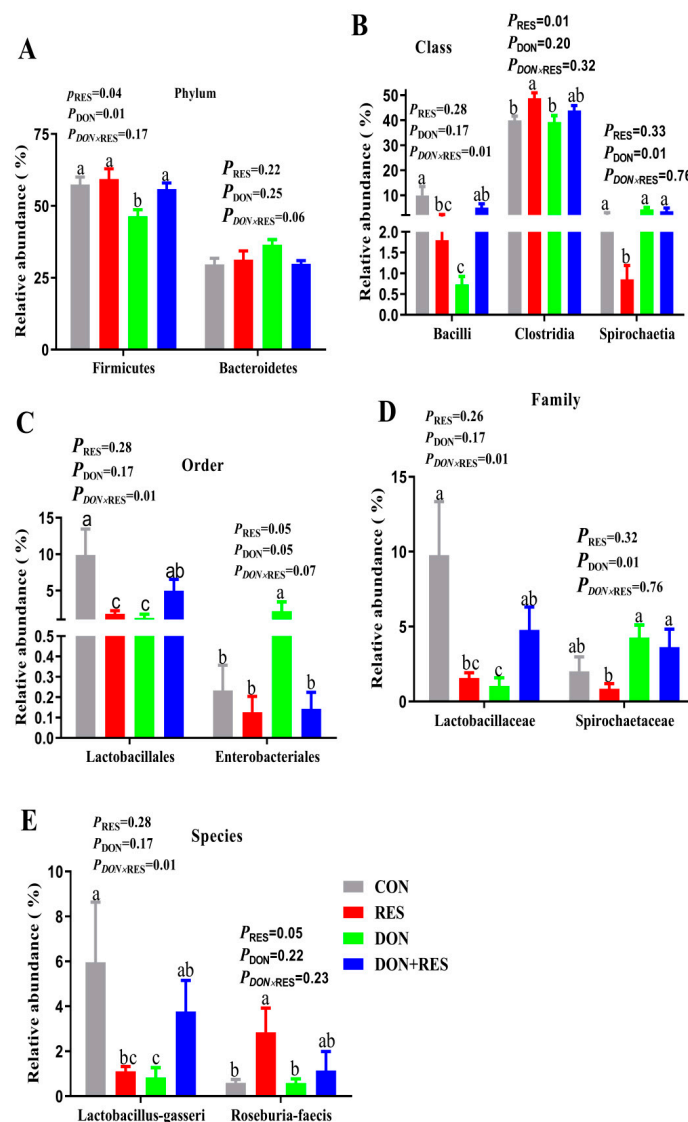 A
Phylum
pRES=0.04
PDON=0.01
PDON×RES=0.17
PRES=0.22
PDON=0.25
PDON×RES=0.06
Relative abundance ( %)
75
50
25
0
a a b a
Firmicutes Bacteroidetes
B
Class
PRES=0.01
PDON=0.20
PDON×RES=0.32
PRES=0.28
PDON=0.17
PDON×RES=0.01
PRES=0.33
PDON=0.01
PDON×RES=0.76
Relative abundance ( %)
50
40
30
20
10
2.0
1.5
1.0
0.5
0.0
a bc c ab
b a b ab
a b a a
Bacilli Clostridia Spirochaetia
C
Order
PRES=0.28
PDON=0.17
PDON×RES=0.01
PRES=0.05
PDON=0.05
PDON×RES=0.07
Relative abundance ( %)
15
10
5
0.5
0.4
0.3
0.2
0.1
0.0
a c c ab
b b a b
Lactobacillales Enterobacteriales
D
Family
PRES=0.26
PDON=0.17
PDON×RES=0.01
PRES=0.32
PDON=0.01
PDON×RES=0.76
Relative abundance ( %)
15
10
5
0
a bc c ab
ab b a a
Lactobacillaceae Spirochaetaceae
E
Species
PRES=0.28
PDON=0.17
PDON×RES=0.01
PRES=0.05
PDON=0.22
PDON×RES=0.23
Relative abundance ( %)
10
8
6
4
2
0
a bc c ab
b a b ab
Lactobacillus-gasseri Roseburia-faecis
CON
RES
DON
DON+RES